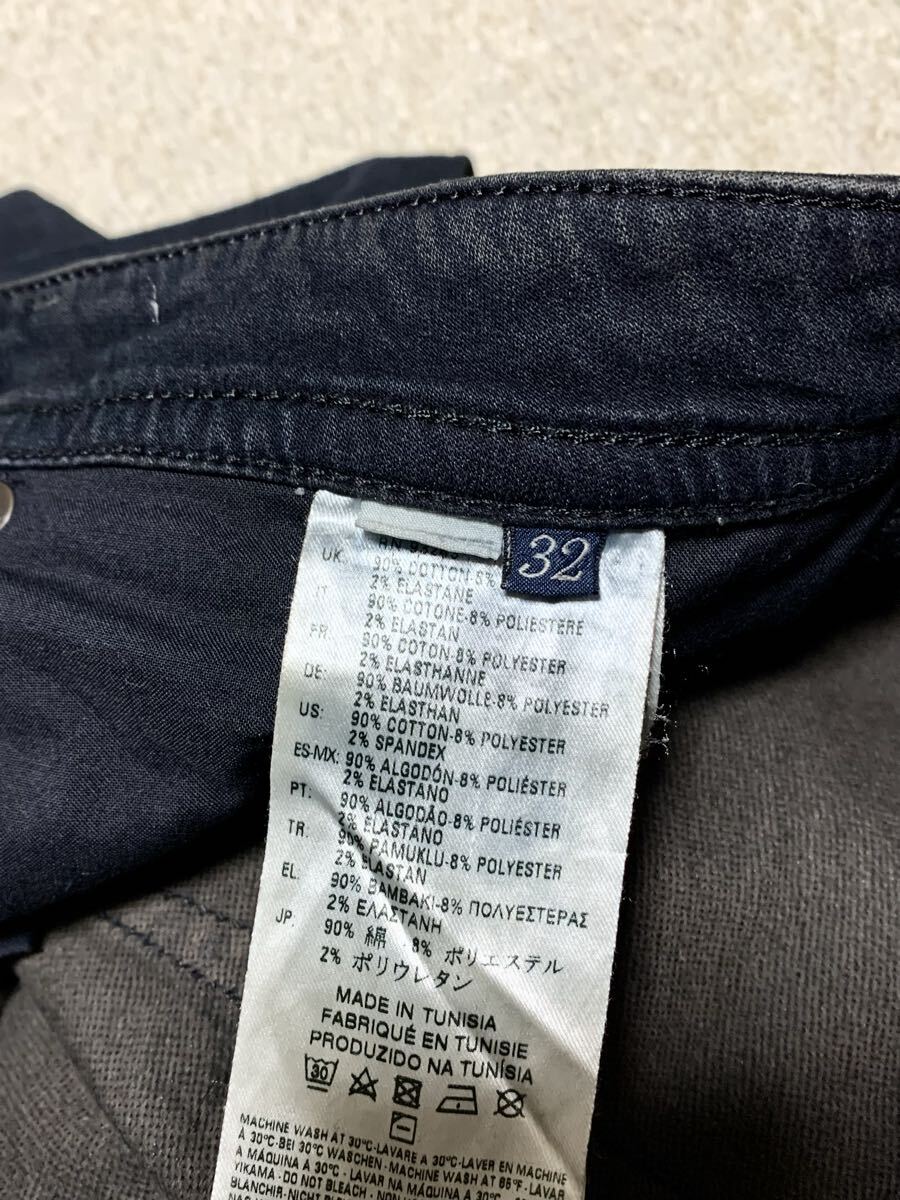 32
UK:
90% COTTON-8%
2% ELASTANE
90% COTONE-8% POLIESTERE
2% ELASTAN
FR:
90% COTON-8% POLYESTER
2% ELASTHANNE
DE:
90% BAUMWOLLE-8% POLYESTER
2% ELASTHAN
US:
90% COTTON-8% POLYESTER
2% SPANDEX
ES-MX: 90% ALGODÓN-8% POLIÉSTER
2% ELASTANO
PT:
90% ALGODÃO-8% POLIÉSTER
2% ELASTANO
TR:
90% PAMUKLU-8% POLYESTER
2% ELASTAN
EL:
90% BAMBAKI-8% ΠΟΛΥΕΣΤΕΡΑΣ
2% ΕΛΑΣΤΑΝΗ
JP:
90% 綿 8% ポリエステル
2% ポリウレタン
MADE IN TUNISIA
FABRIQUÉ EN TUNISIE
PRODUZIDO NA TUNÍSIA
30
MACHINE WASH AT 30°C-LAVARE A 30°C-LAVER EN MACHINE
À 30°C-BEI 30°C WASCHEN - MACHINE WASH AT 85°F - LAVAR
A MÁQUINA À 30°C - LAVAR NA MÁQUINA A 30°C
YIKAMA - DO NOT BLEACH - NON